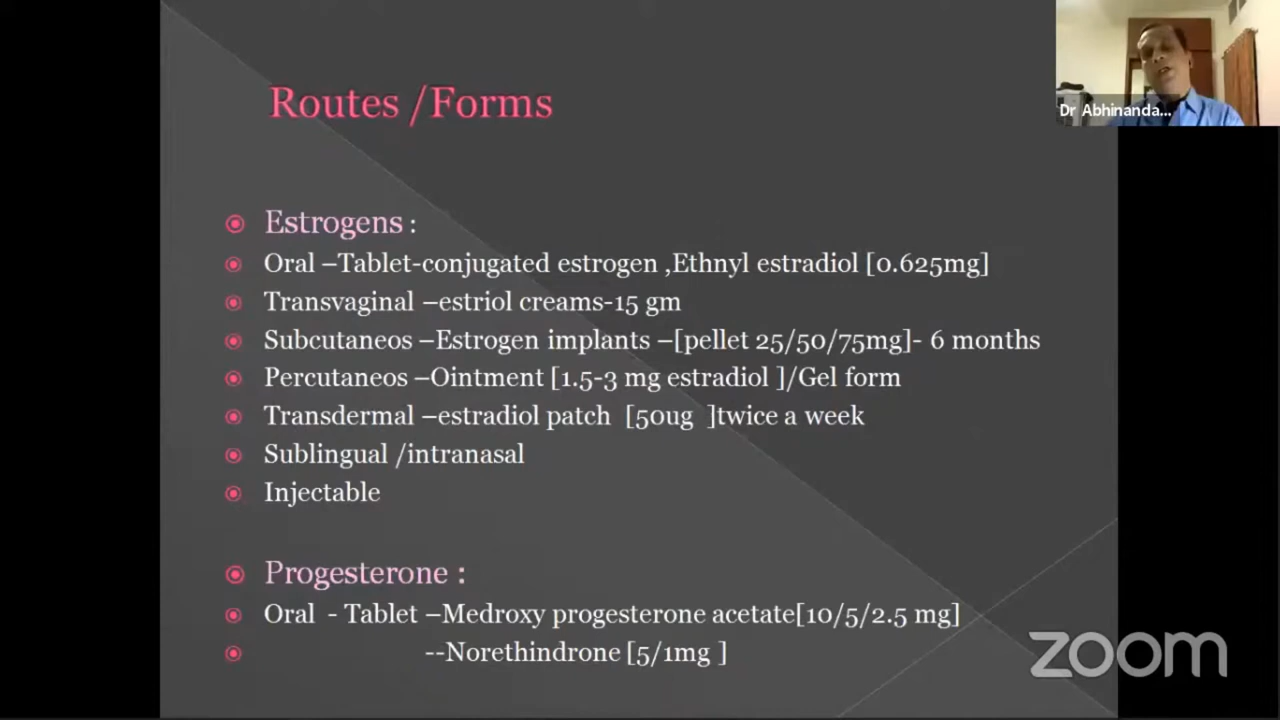 Routes /Forms
Dr Abhinanda...
Estrogens :
Oral –Tablet-conjugated estrogen ,Ethnyl estradiol [0.625mg]
Transvaginal –estriol creams-15 gm
Subcutaneos –Estrogen implants –[pellet 25/50/75mg]- 6 months
Percutaneos –Ointment [1.5-3 mg estradiol ]/Gel form
Transdermal –estradiol patch [50ug ]twice a week
Sublingual /intranasal
Injectable
Progesterone :
Oral - Tablet –Medroxy progesterone acetate[10/5/2.5 mg]
--Norethindrone [5/1mg ]
zoom